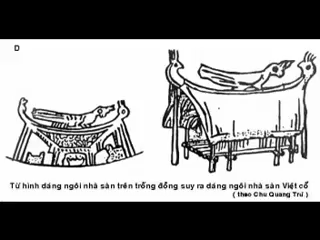 D
Từ hình dáng ngôi nhà sàn trên trống đồng suy ra dáng ngôi nhà sàn Việt cổ
( theo Chu Quang Trứ )